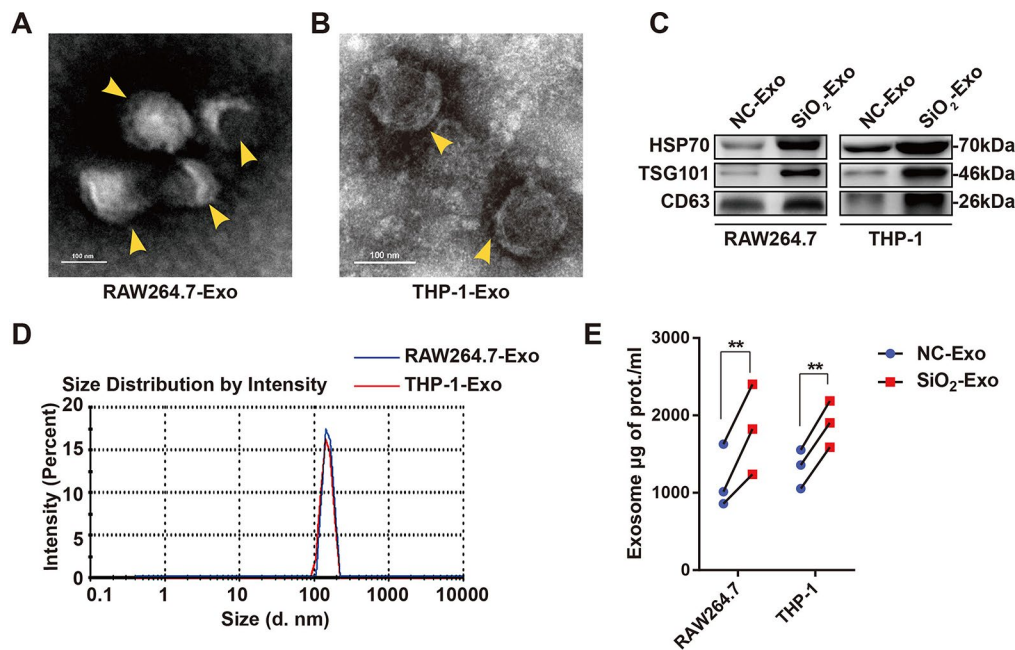 A
100 nm
RAW264.7-Exo
B
100 nm
THP-1-Exo
C
NC-Exo
SiO₂-Exo
NC-Exo
SiO₂-Exo
HSP70
-70kDa
TSG101
-46kDa
CD63
-26kDa
RAW264.7
THP-1
D
RAW264.7-Exo
THP-1-Exo
Size Distribution by Intensity
Intensity (Percent)
20
15
10
5
0
0.1
1
10
100
1000
10000
Size (d. nm)
E
Exosome µg of prot./ml
3000
2000
1000
0
**
**
RAW264.7
THP-1
NC-Exo
SiO₂-Exo